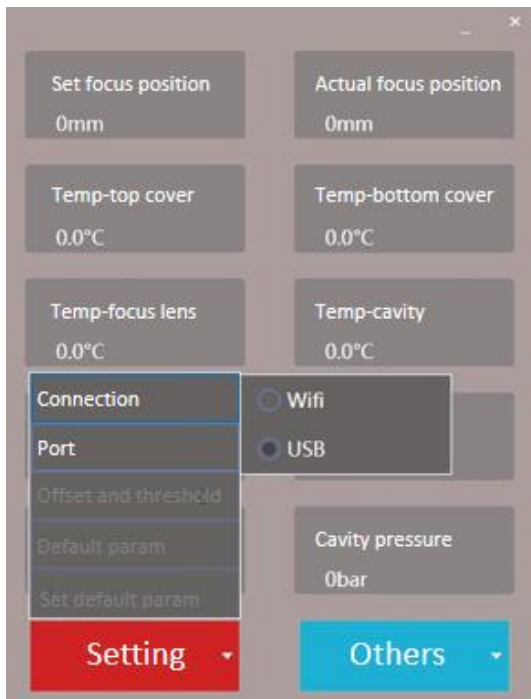 Set focus position
0mm
Actual focus position
0mm
Temp-top cover
0.0°C
Temp-bottom cover
0.0°C
Temp-focus lens
0.0°C
Temp-cavity
0.0°C
Connection
Wifi
Port
USB
Offset and threshold
Default param
Set default param
Cavity pressure
0bar
Setting
Others